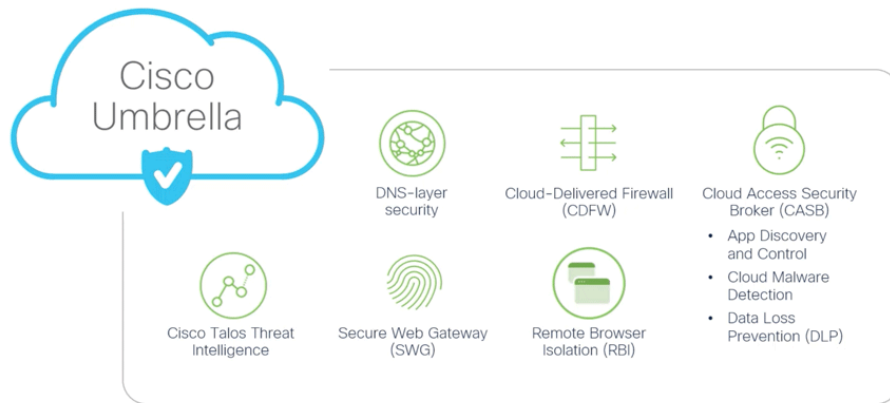 Cisco
Umbrella
DNS-layer
security
Cloud-Delivered Firewall
(CDFW)
Cloud Access Security
Broker (CASB)
• App Discovery
and Control
• Cloud Malware
Detection
• Data Loss
Prevention (DLP)
Cisco Talos Threat
Intelligence
Secure Web Gateway
(SWG)
Remote Browser
Isolation (RBI)